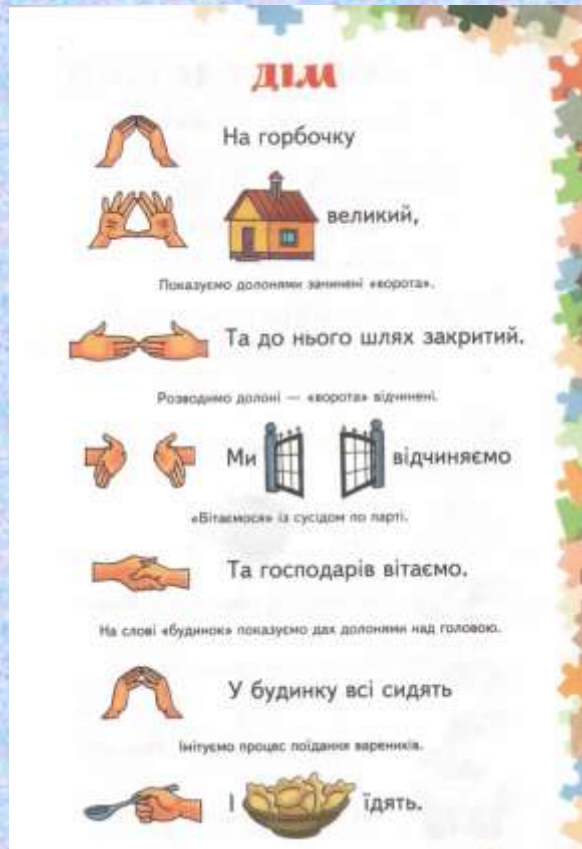 ДІМ
На горбочку
великий,
Показуємо долонями зачинені «ворота».
Та до нього шлях закритий.
Розводимо долоні — «ворота» відчинені.
Ми відчиняємо
«Вітаємося» із сусідом по парті.
Та господарів вітаємо.
На слові «будинок» показуємо дах долонями над головою.
У будинку всі сидять
Імітуємо процес поїдання вареників.
І їдять.